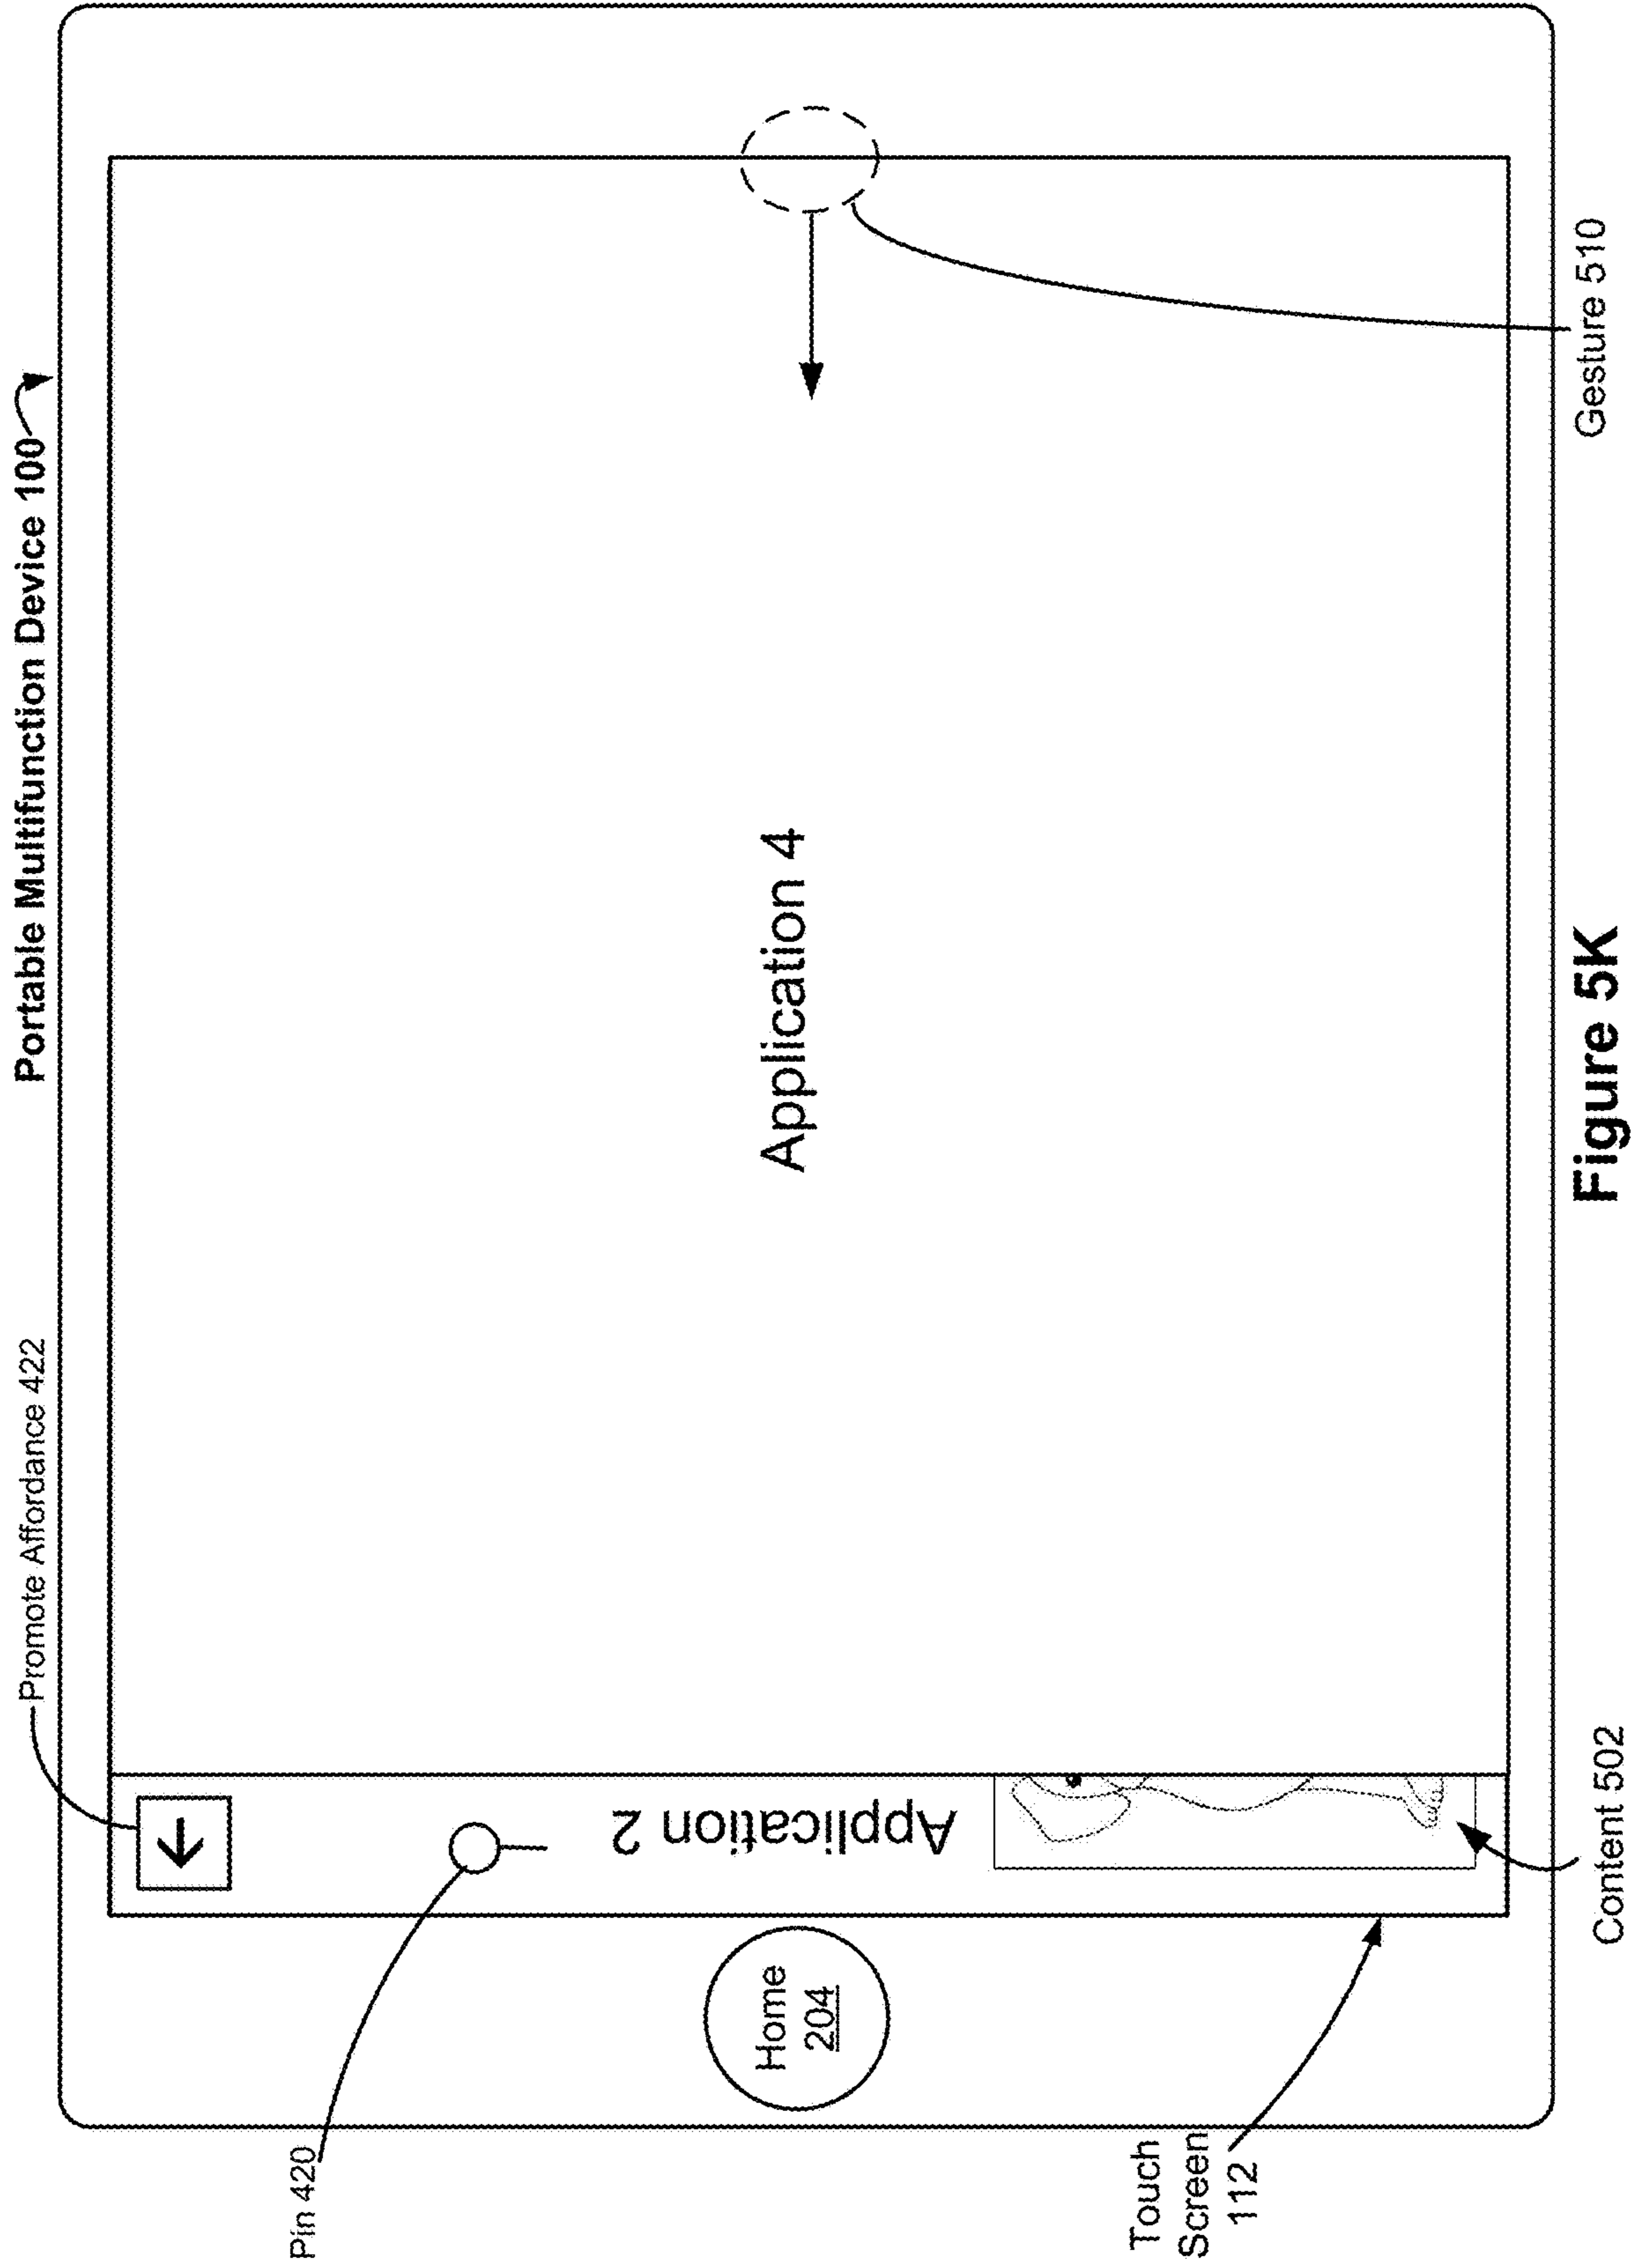 Portable Multifunction Device 100
Promote Affordance 422
Pin 420
Application 4
Application 2
Home
204
Touch
Screen
112
Content 502
Gesture 510
Figure 5K